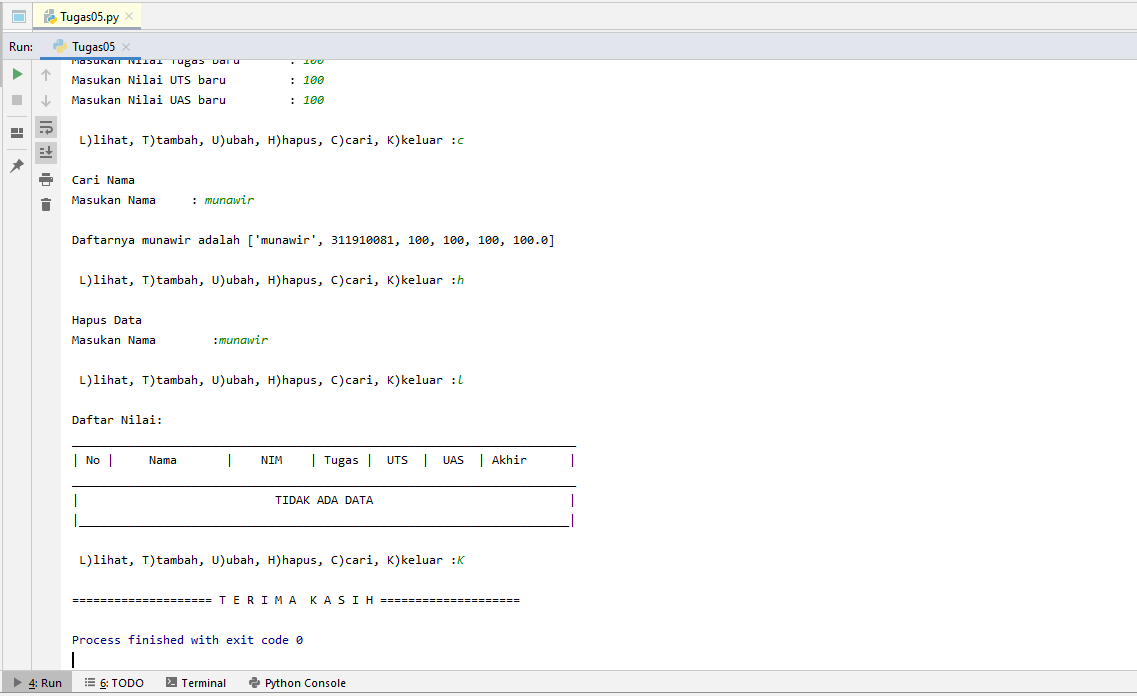 Tugas05.py
Run: Tugas05
Masukan Nilai Tugas baru : 100
Masukan Nilai UTS baru : 100
Masukan Nilai UAS baru : 100
L)lihat, T)tambah, U)ubah, H)hapus, C)cari, K)keluar :c
Cari Nama
Masukan Nama : munawir
Daftarnya munawir adalah ['munawir', 311910081, 100, 100, 100, 100.0]
L)lihat, T)tambah, U)ubah, H)hapus, C)cari, K)keluar :h
Hapus Data
Masukan Nama :munawir
L)lihat, T)tambah, U)ubah, H)hapus, C)cari, K)keluar :l
Daftar Nilai:
| No | Nama | NIM | Tugas | UTS | UAS | Akhir |
| TIDAK ADA DATA |
L)lihat, T)tambah, U)ubah, H)hapus, C)cari, K)keluar :K
==================== T E R I M A  K A S I H ====================
Process finished with exit code 0
4: Run 6: TODO Terminal Python Console